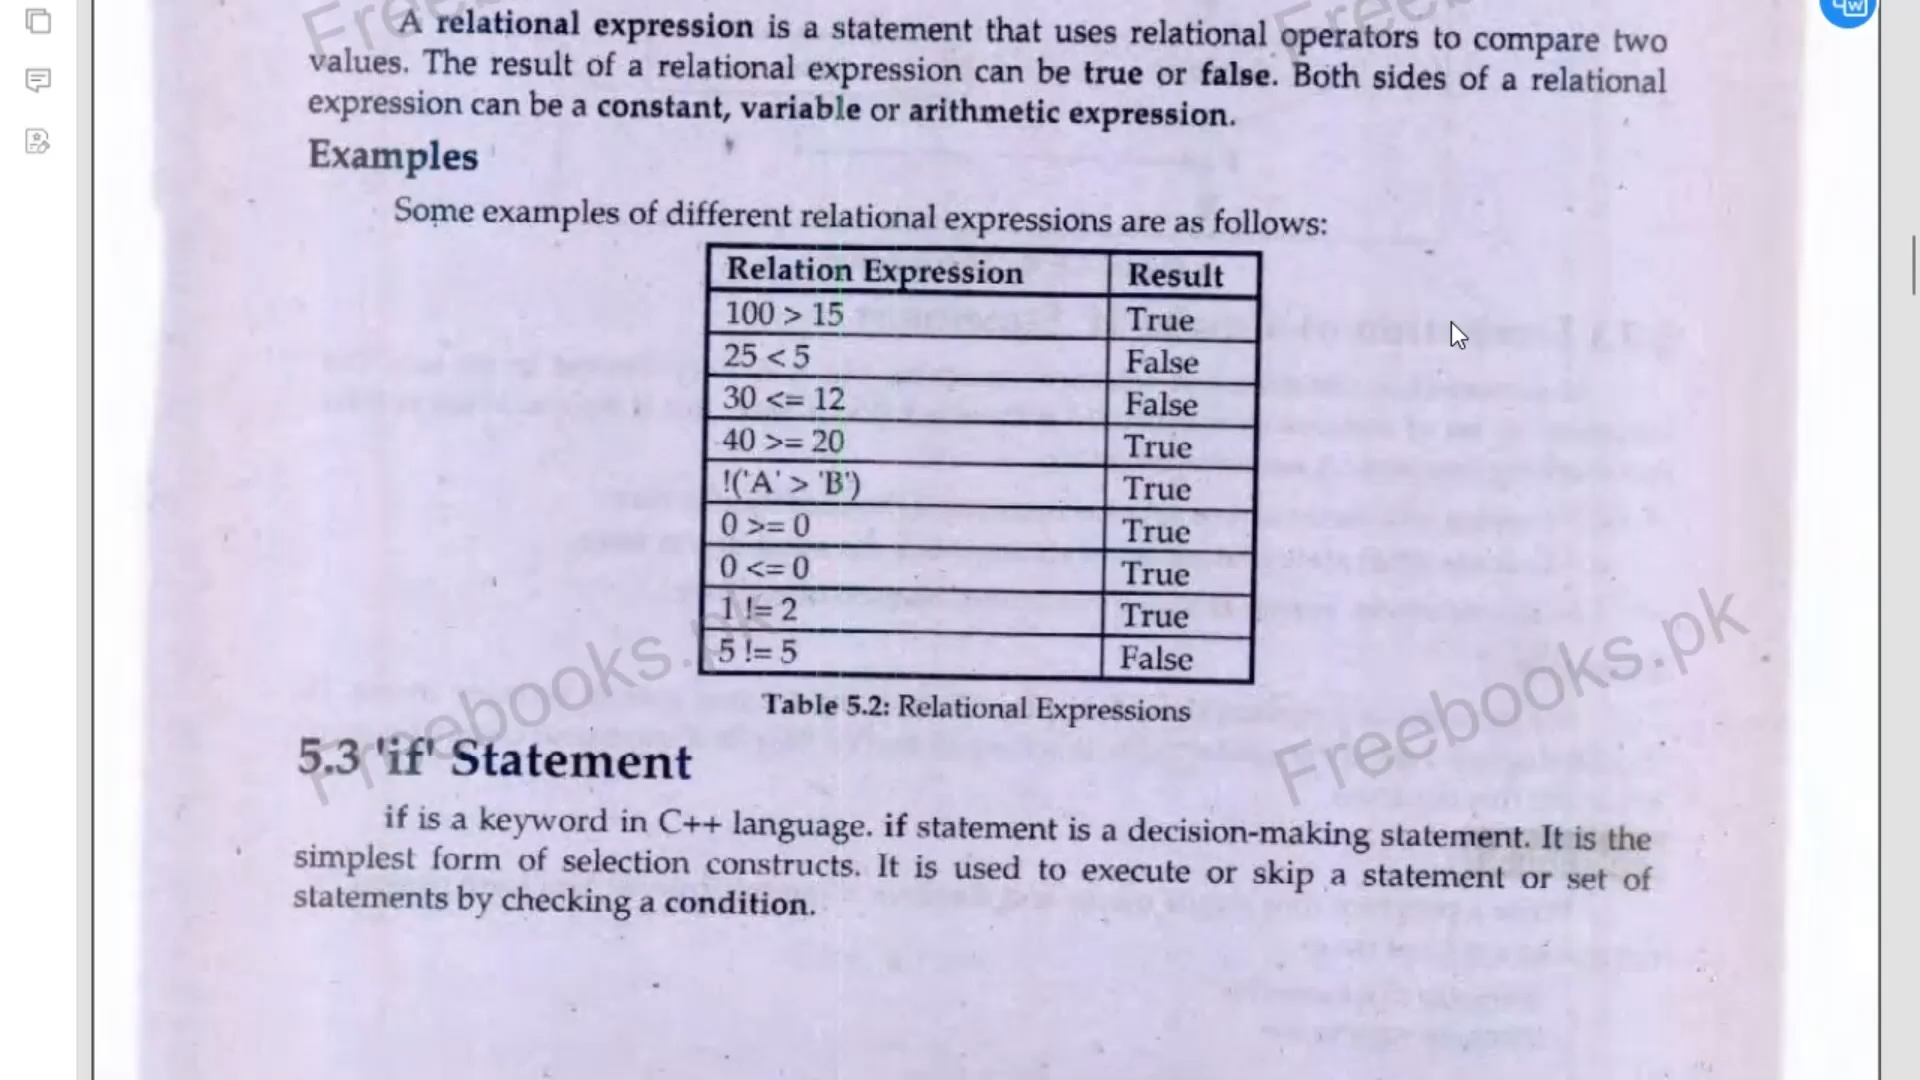 A relational expression is a statement that uses relational operators to compare two
values. The result of a relational expression can be true or false. Both sides of a relational
expression can be a constant, variable or arithmetic expression.
Examples
Some examples of different relational expressions are as follows:
Relation Expression Result
100 > 15 True
25 < 5 False
30 <= 12 False
40 >= 20 True
!('A' > 'B') True
0 >= 0 True
0 <= 0 True
1 != 2 True
5 != 5 False
Table 5.2: Relational Expressions
5.3 'if' Statement
if is a keyword in C++ language. if statement is a decision-making statement. It is the
simplest form of selection constructs. It is used to execute or skip a statement or set of
statements by checking a condition.
Freebooks.pk
Freebooks.pk